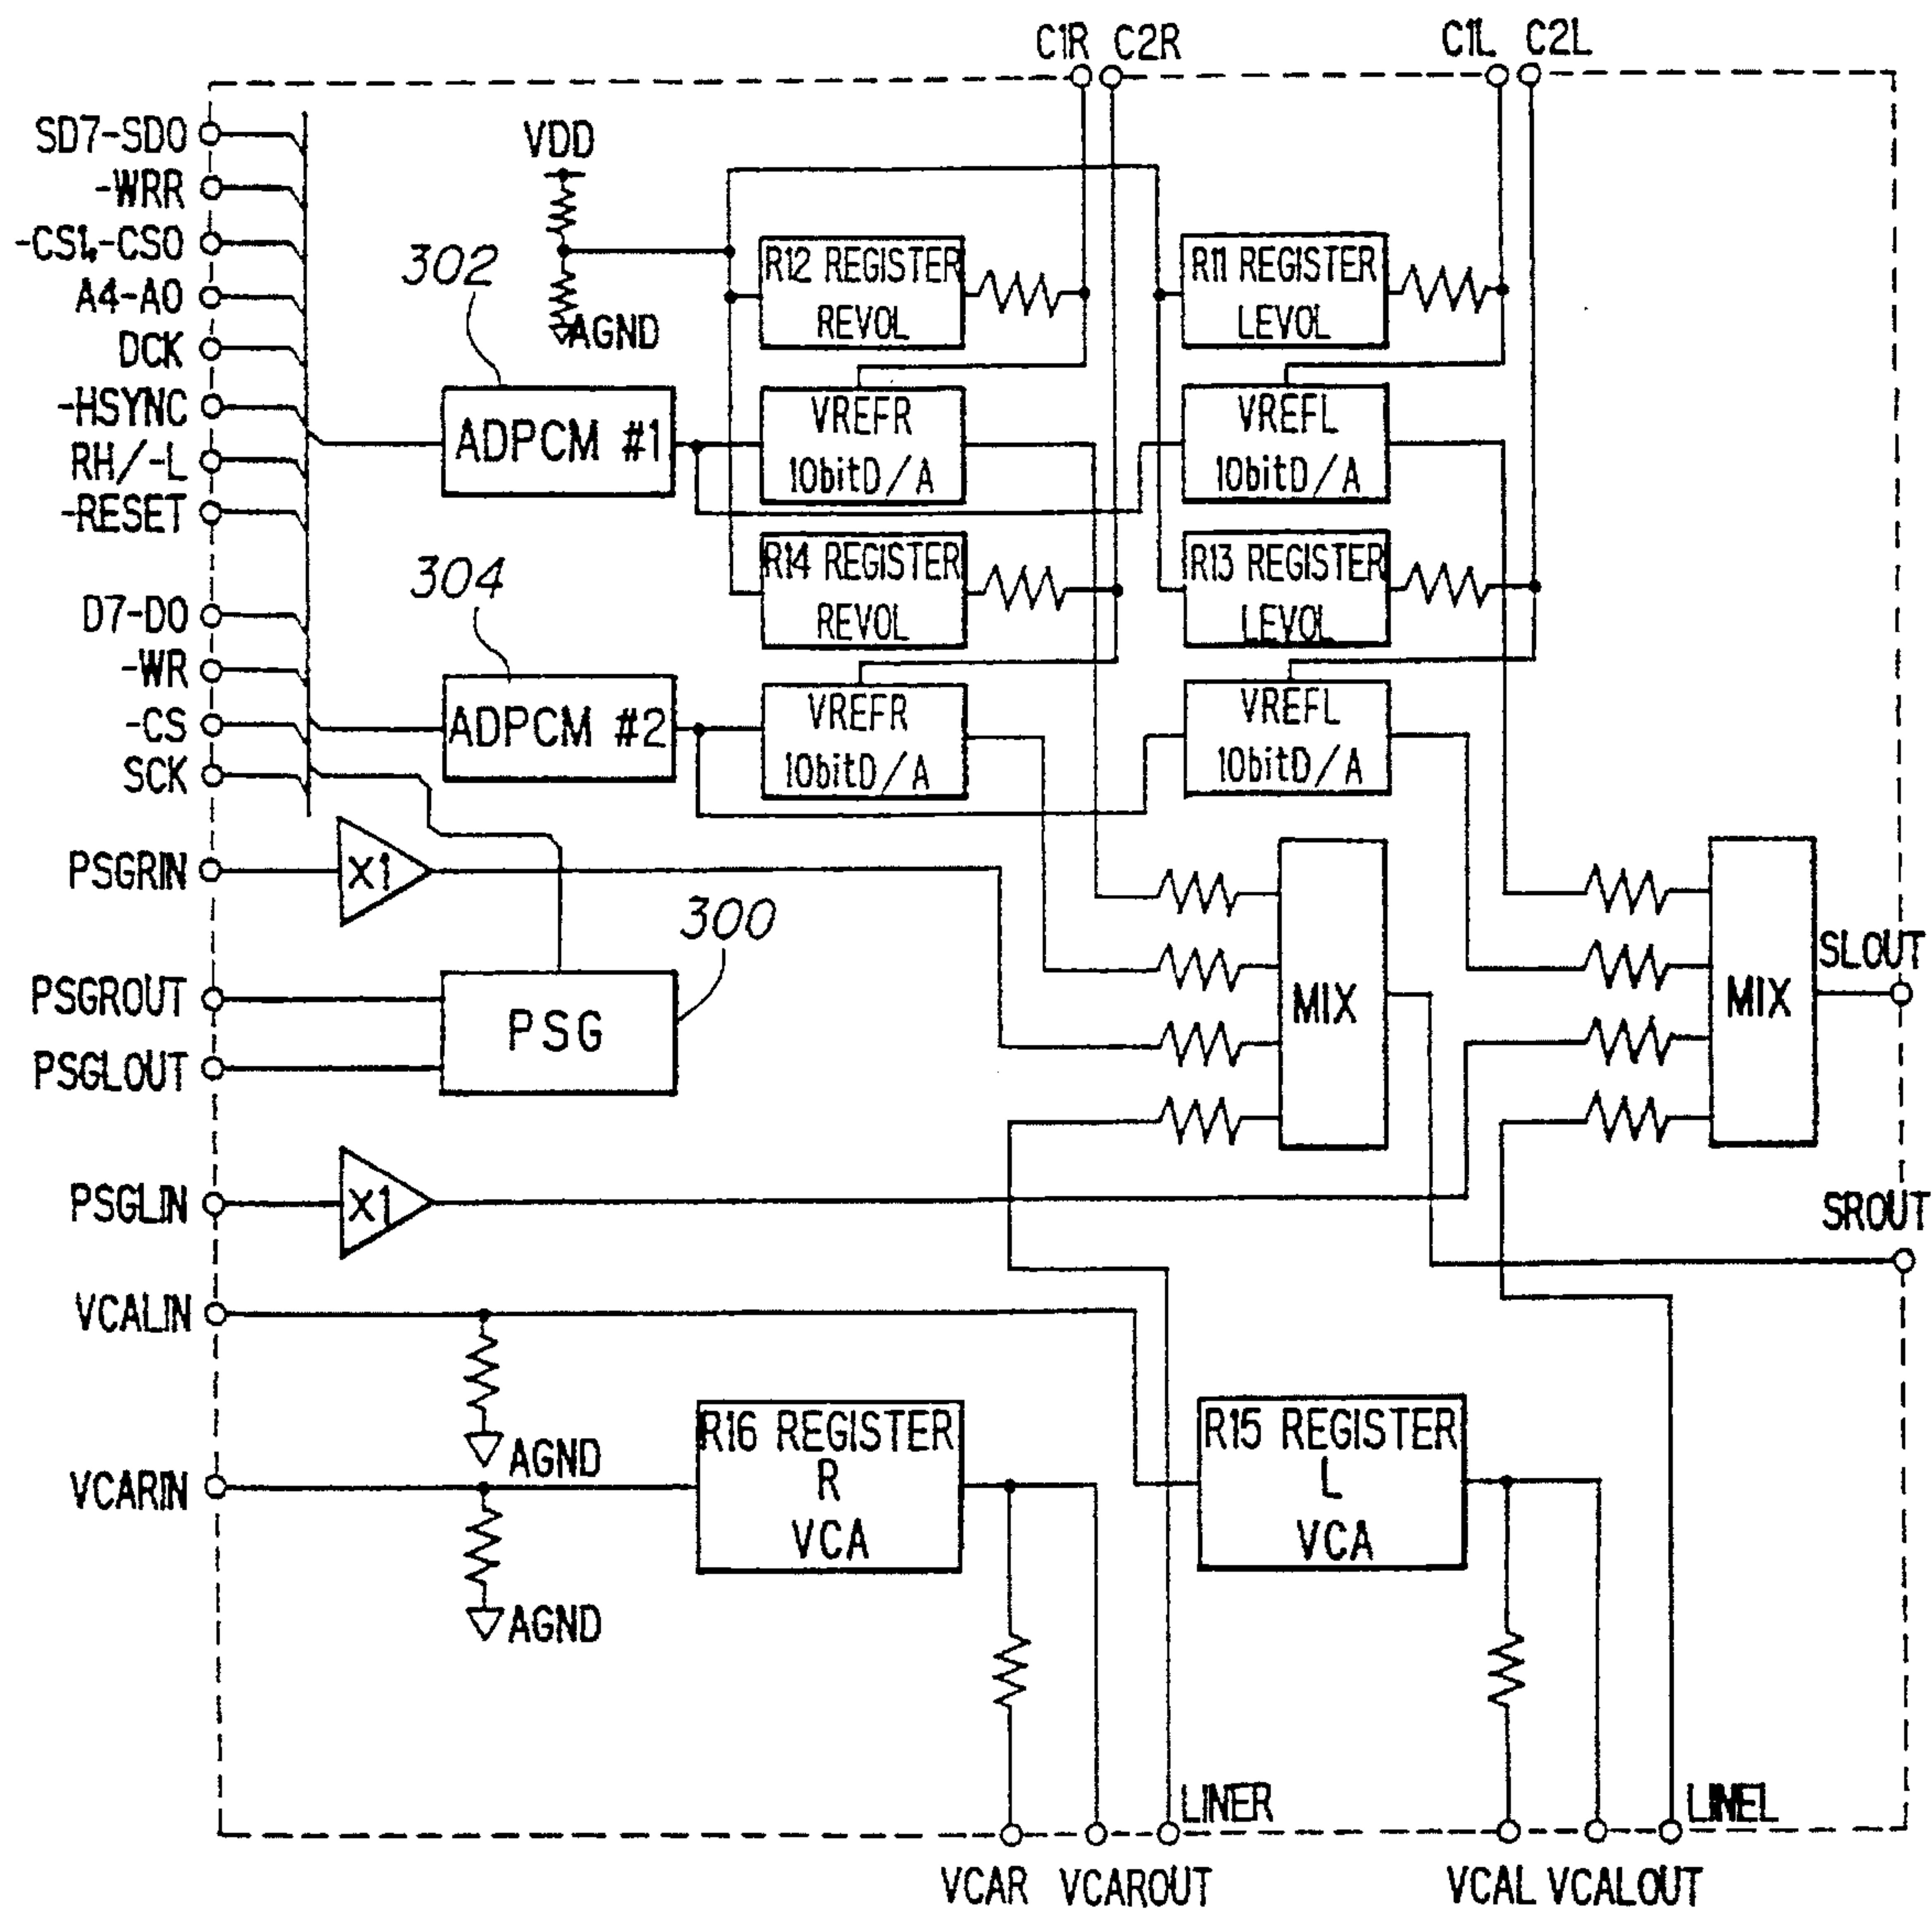 C1R C2R C1L C2L
SD7-SD0
-WRR
-CS1,-CS0
A4-A0
DCK
-HSYNC
RH/-L
-RESET
D7-D0
-WR
-CS
SCK
PSGRIN
PSGROUT
PSGLOUT
PSGLIN
VCALIN
VCARIN
VDD
AGND
302
ADPCM #1
304
ADPCM #2
R12 REGISTER
REVOL
R11 REGISTER
LEVOL
VREFR
10bitD/A
VREFL
10bitD/A
R14 REGISTER
REVOL
R13 REGISTER
LEVOL
VREFR
10bitD/A
VREFL
10bitD/A
X1
300
PSG
X1
MIX
MIX
SLOUT
SROUT
AGND
AGND
R16 REGISTER
R
VCA
R15 REGISTER
L
VCA
LINER
LINEL
VCAR VCAROUT
VCAL VCALOUT